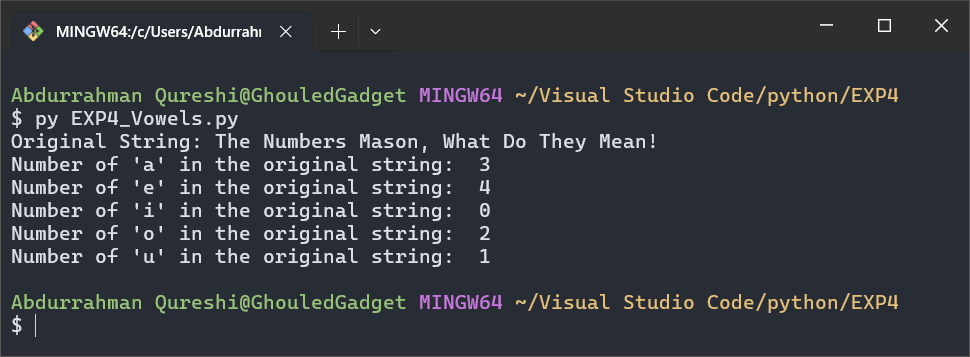 MINGW64:/c/Users/Abdurrahr
Abdurrahman Qureshi@GhouledGadget MINGW64 ~/Visual Studio Code/python/EXP4
$ py EXP4_Vowels.py
Original String: The Numbers Mason, What Do They Mean!
Number of 'a' in the original string:  3
Number of 'e' in the original string:  4
Number of 'i' in the original string:  0
Number of 'o' in the original string:  2
Number of 'u' in the original string:  1
Abdurrahman Qureshi@GhouledGadget MINGW64 ~/Visual Studio Code/python/EXP4
$